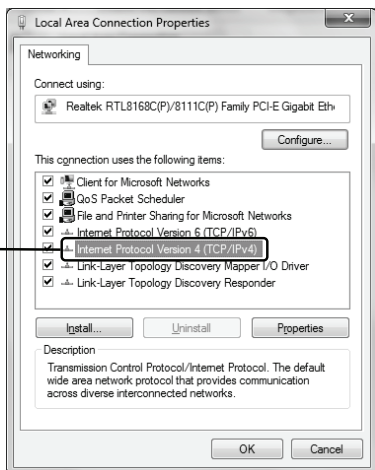 Local Area Connection Properties
Networking
Connect using:
Realtek RTL8168C(P)/8111C(P) Family PCI-E Gigabit Eth
Configure...
This connection uses the following items:
Client for Microsoft Networks
QoS Packet Scheduler
File and Printer Sharing for Microsoft Networks
Internet Protocol Version 6 (TCP/IPv6)
Internet Protocol Version 4 (TCP/IPv4)
Link-Layer Topology Discovery Mapper I/O Driver
Link-Layer Topology Discovery Responder
Install...
Uninstall
Properties
Description
Transmission Control Protocol/Internet Protocol. The default
wide area network protocol that provides communication
across diverse interconnected networks.
OK
Cancel